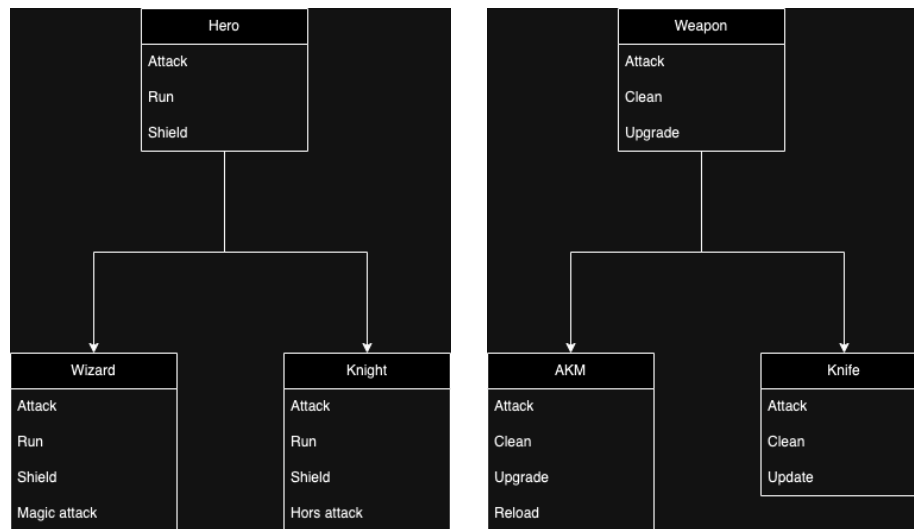 Hero
Attack
Run
Shield
Weapon
Attack
Clean
Upgrade
Wizard
Attack
Run
Shield
Magic attack
Knight
Attack
Run
Shield
Hors attack
AKM
Attack
Clean
Upgrade
Reload
Knife
Attack
Clean
Update